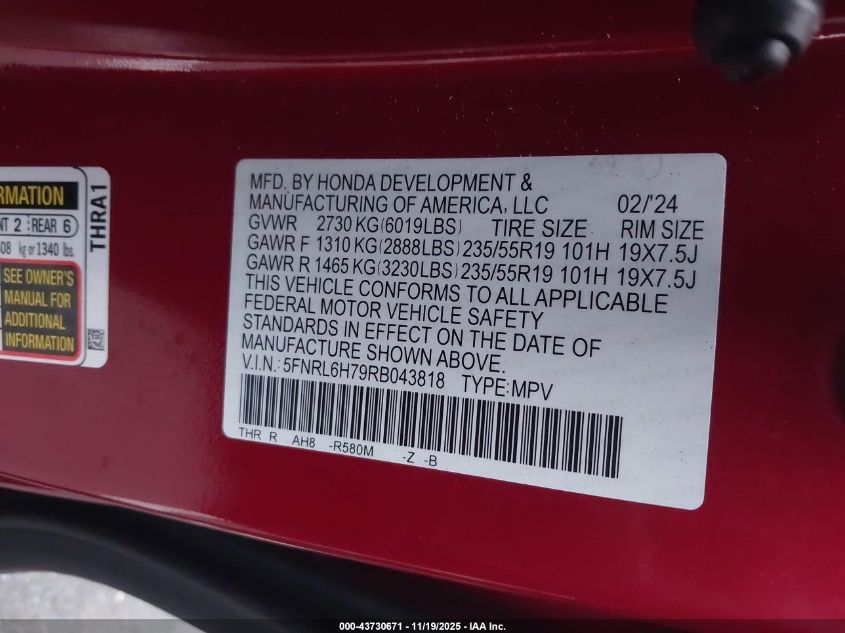 RMATION
NT 2 REAR 6
08 kg or 1340 lbs.
SEE OWNER'S
MANUAL FOR
ADDITIONAL
INFORMATION
THRA1
MFD. BY HONDA DEVELOPMENT &
MANUFACTURING OF AMERICA, LLC 02/'24
GVWR 2730 KG(6019LBS) TIRE SIZE RIM SIZE
GAWR F 1310 KG(2888LBS) 235/55R19 101H 19X7.5J
GAWR R 1465 KG(3230LBS) 235/55R19 101H 19X7.5J
THIS VEHICLE CONFORMS TO ALL APPLICABLE
FEDERAL MOTOR VEHICLE SAFETY
STANDARDS IN EFFECT ON THE DATE OF
MANUFACTURE SHOWN ABOVE.
V.I.N.: 5FNRL6H79RB043818 TYPE:MPV
THR R AH8 -R580M -Z -B
000-43730671 - 11/19/2025 - IAA Inc.